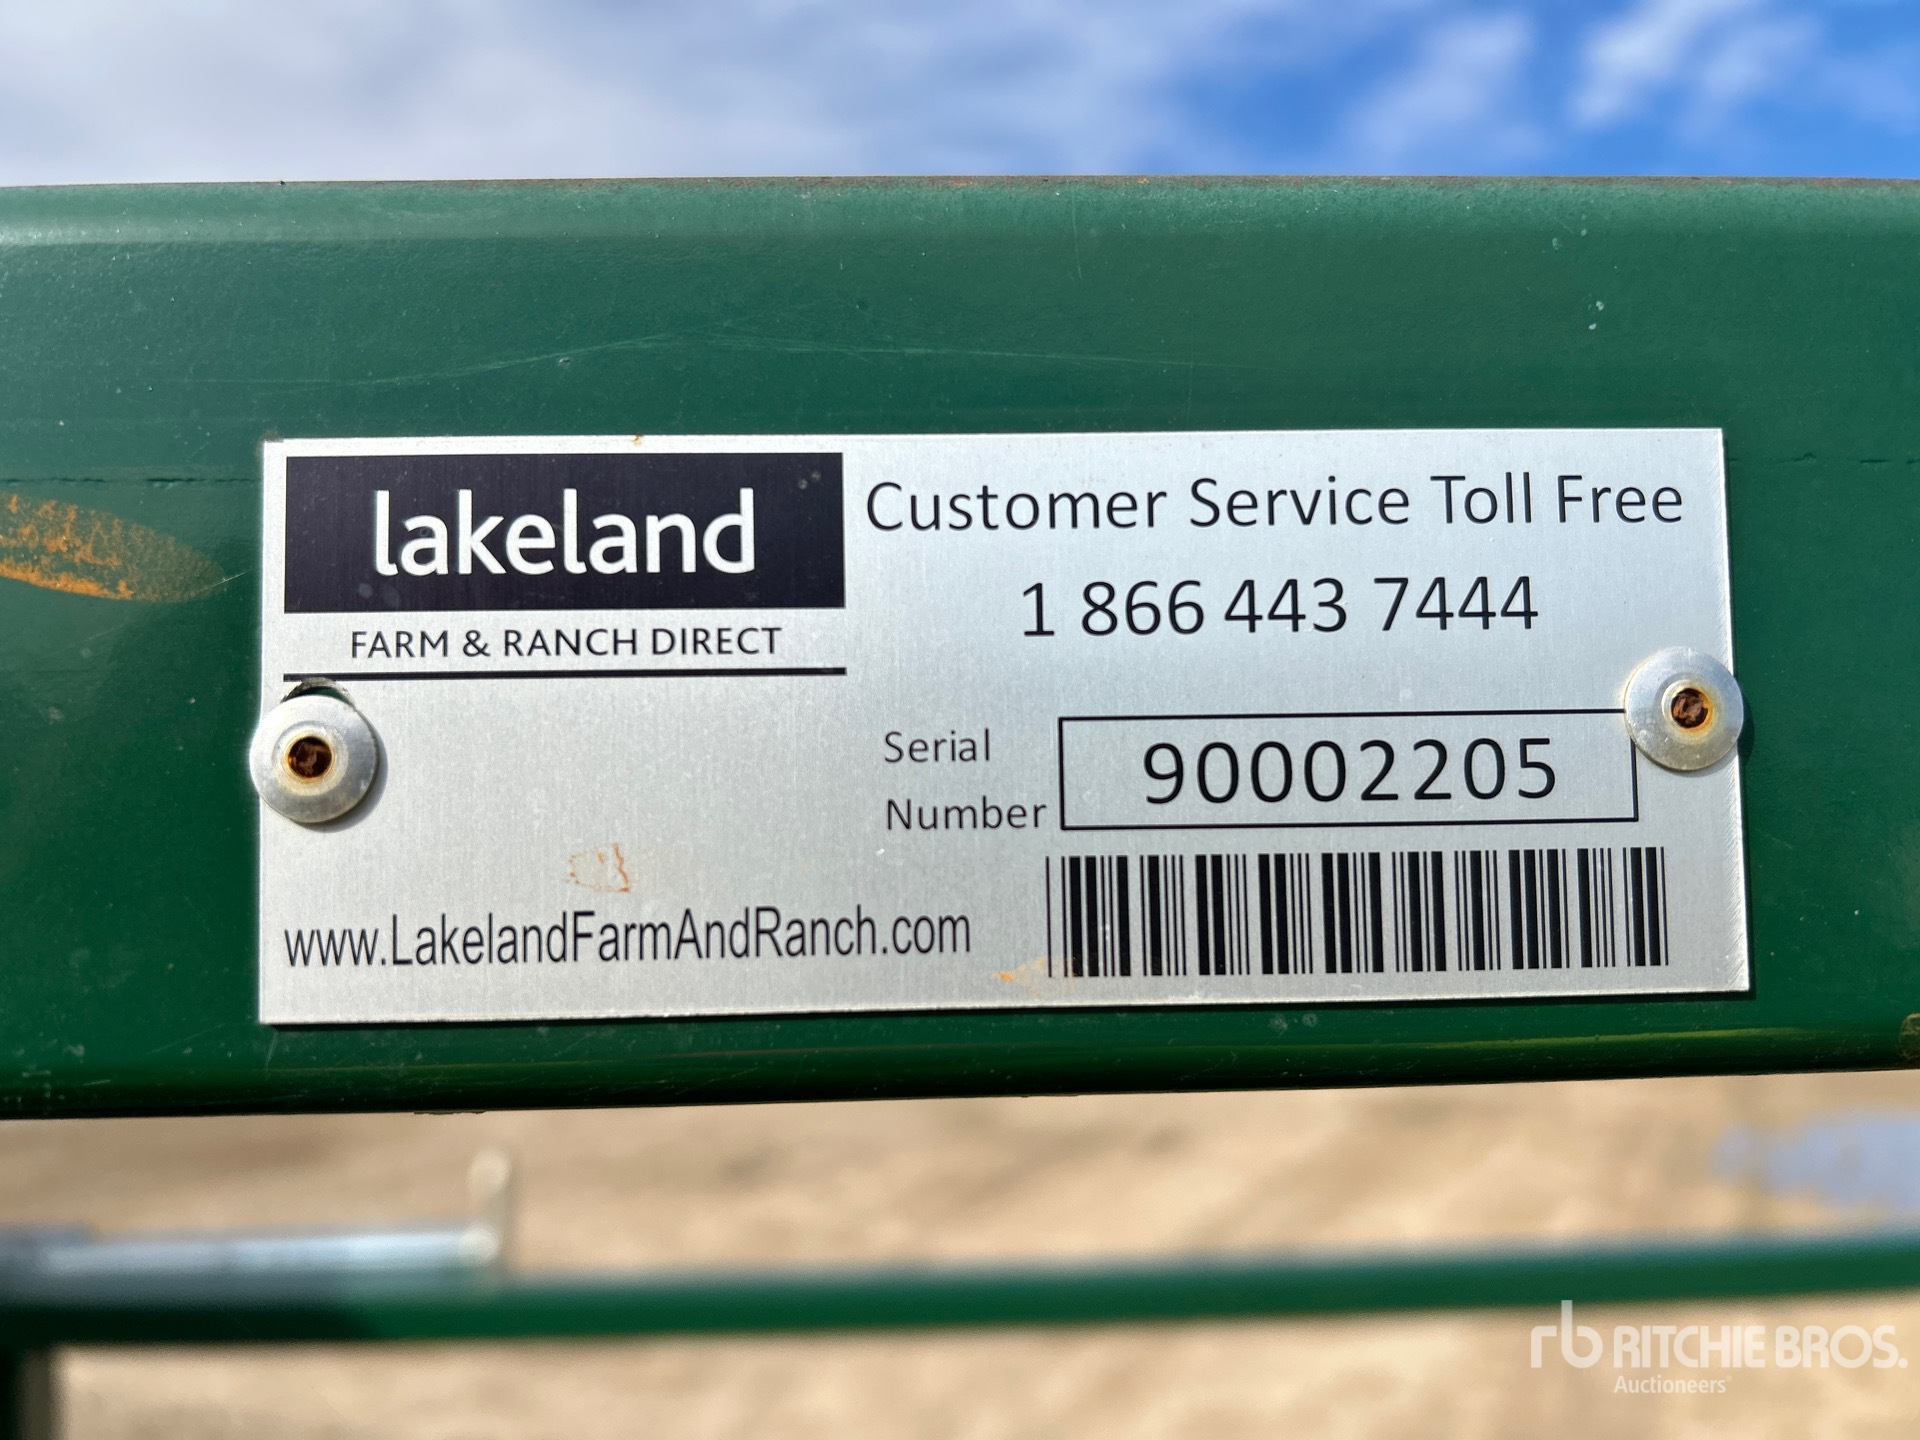 lakeland
FARM & RANCH DIRECT
Customer Service Toll Free
1 866 443 7444
Serial
Number
90002205
www.LakelandFarmAndRanch.com
rb RITCHIE BROS.
Auctioneers